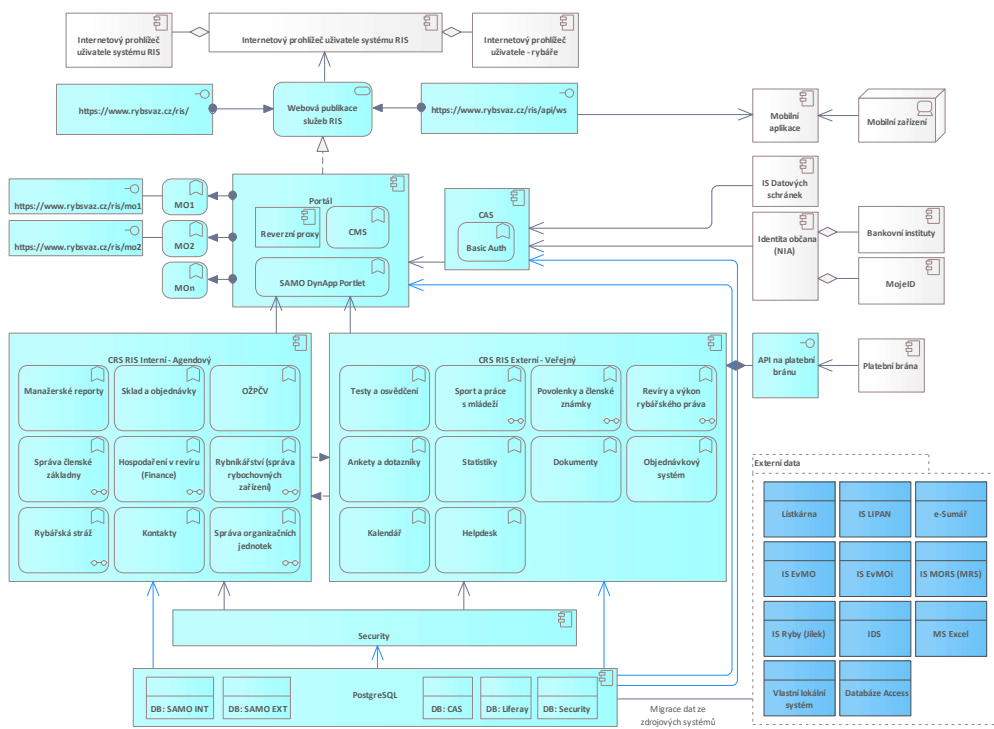 Internetový prohlížeč
uživatele systému RIS
Internetový prohlížeč uživatele systému RIS
Internetový prohlížeč
uživatele - rybáře
https://www.rybsvaz.cz/ris/
Webová publikace
služeb RIS
https://www.rybsvaz.cz/ris/api/ws
Mobilní
aplikace
Mobilní zařízení
https://www.rybsvaz.cz/ris/mo1
MO1
https://www.rybsvaz.cz/ris/mo2
MO2
MOn
Portál
Reverzní proxy
CMS
SAMO DynApp Portlet
CAS
Basic Auth
IS Datových
schránek
Identita občana
(NIA)
Bankovní instituty
MojeID
CRS RIS Interní - Agendový
Manažerské reporty
Sklad a objednávky
OŽPČV
Správa členské
základny
Hospodaření v revíru
(Finance)
Rybníkářství (správa
rybochovných
zařízení)
Rybářská stráž
Kontakty
Správa organizačních
jednotek
CRS RIS Externí - Veřejný
Testy a osvědčení
Sport a práce
s mládeží
Povolenky a členské
známky
Revíry a výkon
rybářského práva
Ankety a dotazníky
Statistiky
Dokumenty
Objednávkový
systém
Kalendář
Helpdesk
API na platební
bránu
Platební brána
Externí data
Lístkárna
IS LIPAN
e-Sumář
IS EvMO
IS EvMOi
IS MORS (MRS)
IS Ryby (Jílek)
IDS
MS Excel
Vlastní lokální
systém
Databáze Access
Security
PostgreSQL
DB: SAMO INT
DB: SAMO EXT
DB: CAS
DB: Liferay
DB: Security
Migrace dat ze
zdrojových systémů